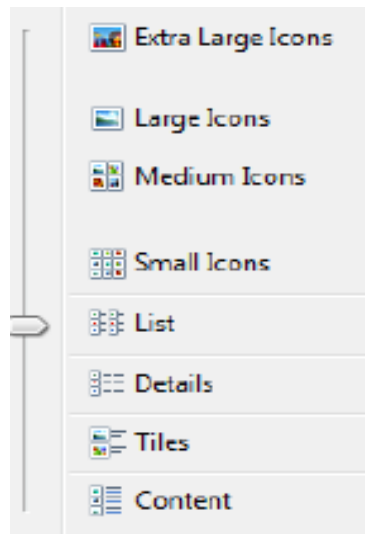 Extra Large Icons
Large Icons
Medium Icons
Small Icons
List
Details
Tiles
Content